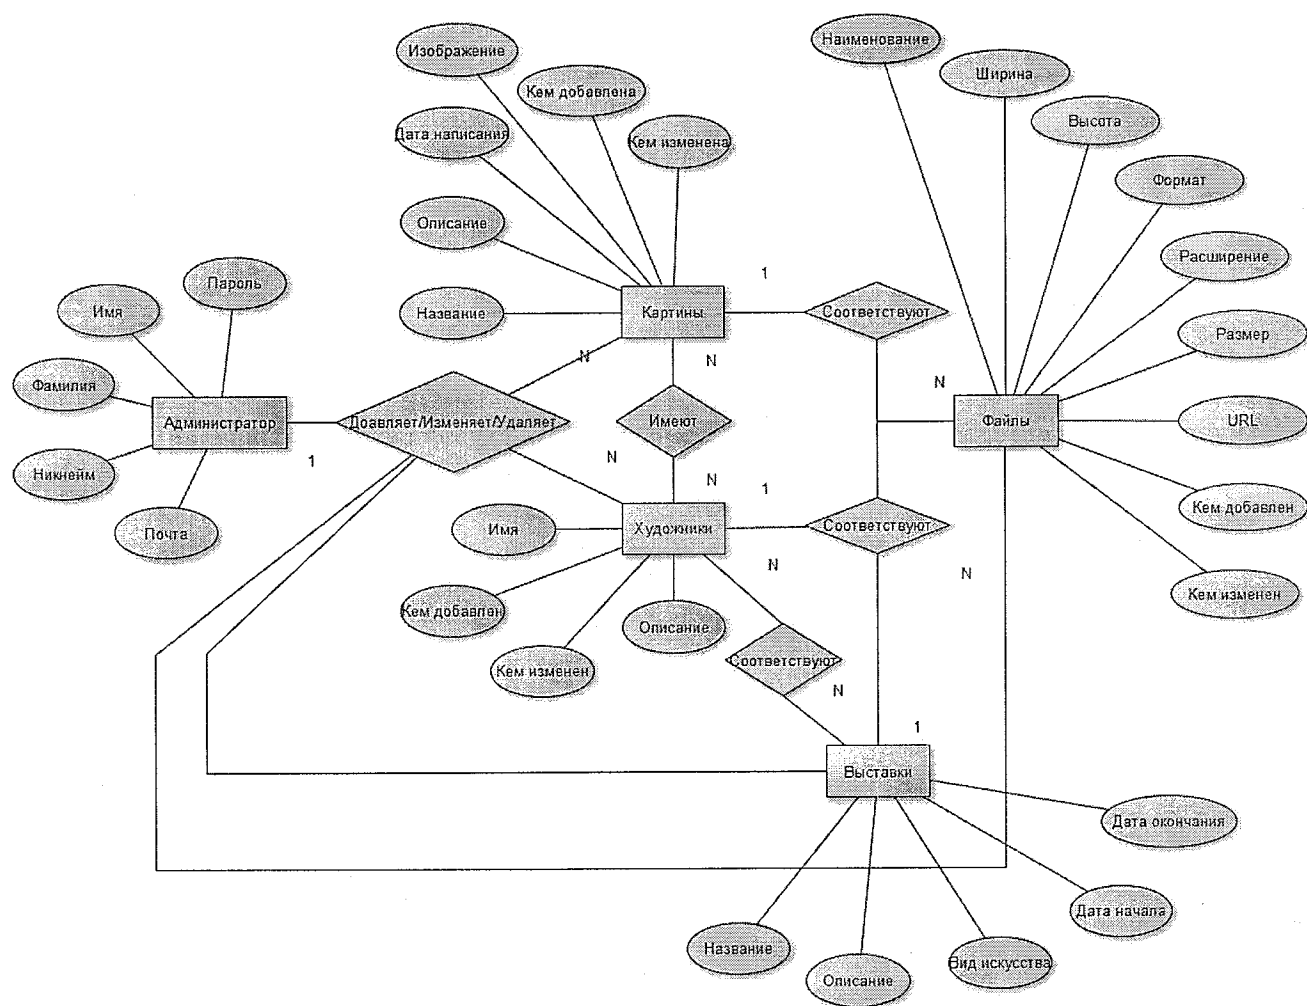 Наименование
Изображение
Ширина
Кем добавлена
Высота
Дата написания
Кем изменена
Формат
Описание
Расширение
1
Пароль
Имя
Название
Картины
Соответствуют
Размер
N
N
N
Фамилия
Администратор
Доавляет/Изменяет/Удаляет
Имеют
Файлы
URL
1
N
N
1
Никнейм
Почта
Имя
Художники
Соответствуют
Кем добавлен
N
N
Кем добавлен
Описание
Кем изменен
Кем изменен
Соответствуют
N
1
Выставки
Дата окончания
Дата начала
Название
Описание
Вид искусства